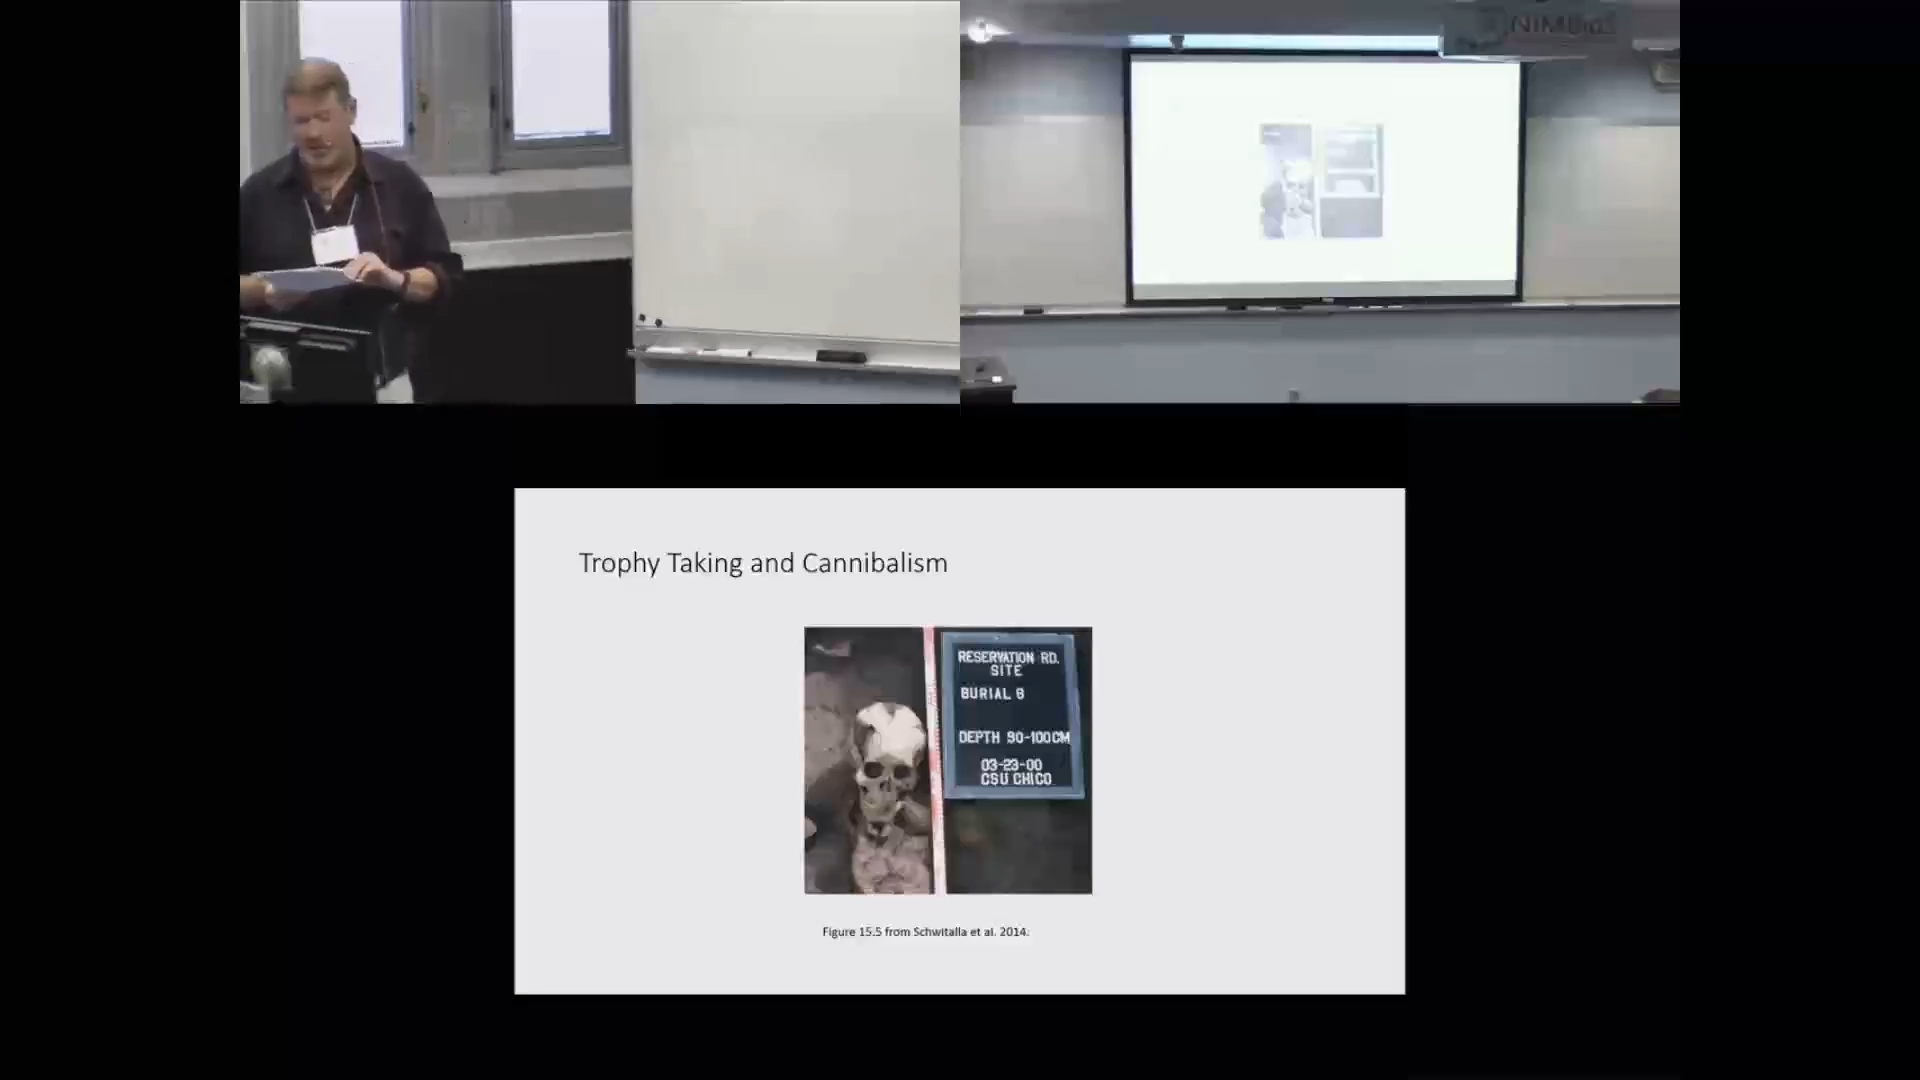 NIMBioS
Trophy Taking and Cannibalism
RESERVATION RD.
SITE
BURIAL 8
DEPTH 90-100CM
03-23-00
CSU CHICO
Figure 15.5 from Schwitalla et al. 2014.